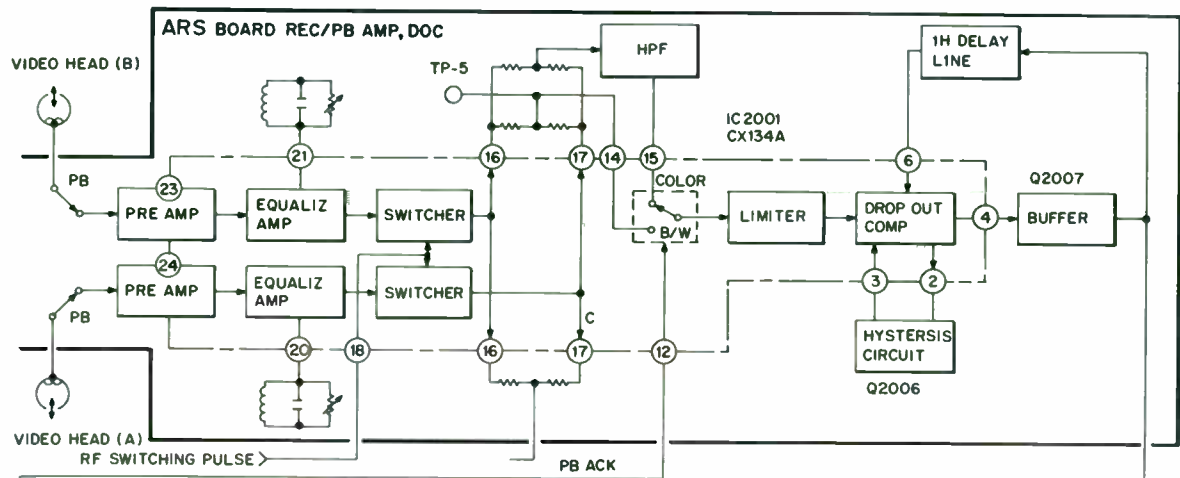 ARS BOARD REC/PB AMP, DOC
VIDEO HEAD (B)
TP-5
HPF
1H DELAY
LINE
IC2001
CX134A
21
16
17
14
15
6
PB
23
COLOR
Q2007
PRE AMP
EQUALIZ
AMP
SWITCHER
B/W
LIMITER
DROP OUT
COMP
4
BUFFER
24
PRE AMP
EQUALIZ
AMP
SWITCHER
3
2
PB
C
20
18
16
17
12
HYSTERSIS
CIRCUIT
Q2006
VIDEO HEAD (A)
RF SWITCHING PULSE
PB ACK